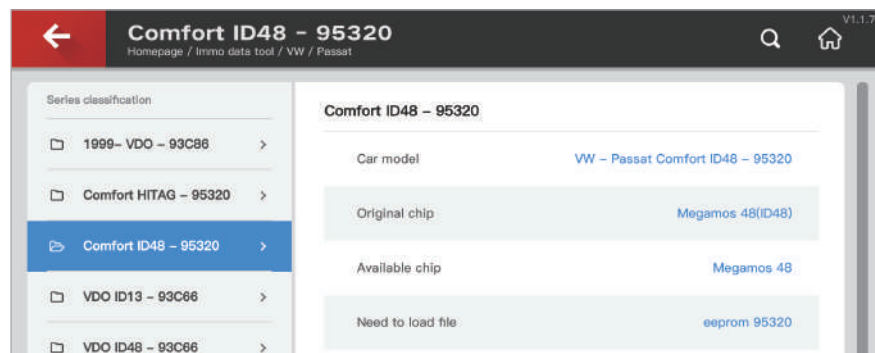 Comfort ID48 – 95320
V1.1.7
Homepage / Immo data tool / VW / Passat
Series classification
1999– VDO – 93C86
Comfort HITAG – 95320
Comfort ID48 – 95320
VDO ID13 – 93C66
VDO ID48 – 93C66
Comfort ID48 – 95320
Car model
VW – Passat Comfort ID48 – 95320
Original chip
Megamos 48(ID48)
Available chip
Megamos 48
Need to load file
eeprom 95320